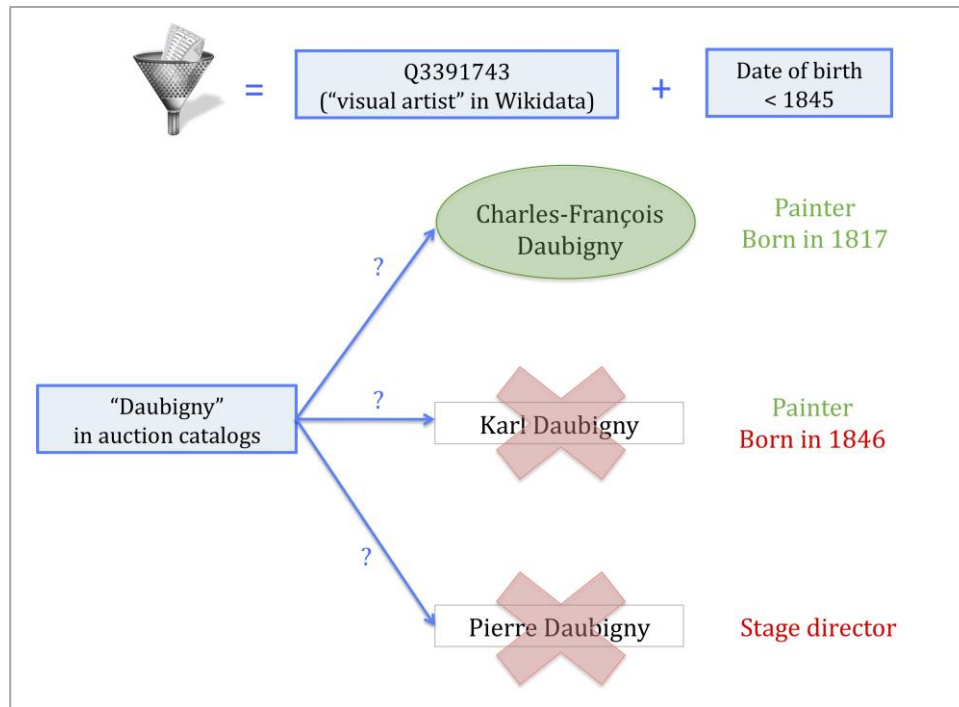 =
Q3391743
(“visual artist” in Wikidata)
+
Date of birth
< 1845
Charles-François
Daubigny
Painter
Born in 1817
?
“Daubigny”
in auction catalogs
?
Karl Daubigny
Painter
Born in 1846
?
Pierre Daubigny
Stage director